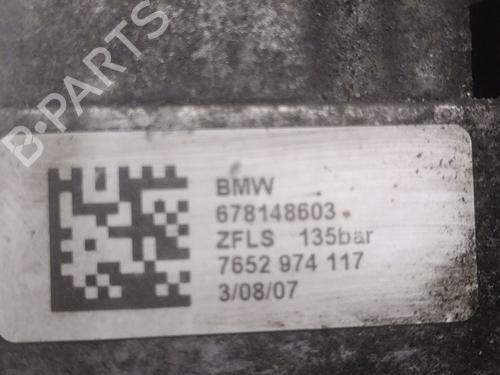 B-PARTS
BMW
678148603
ZFLS 135bar
7652 974 117
3/08/07